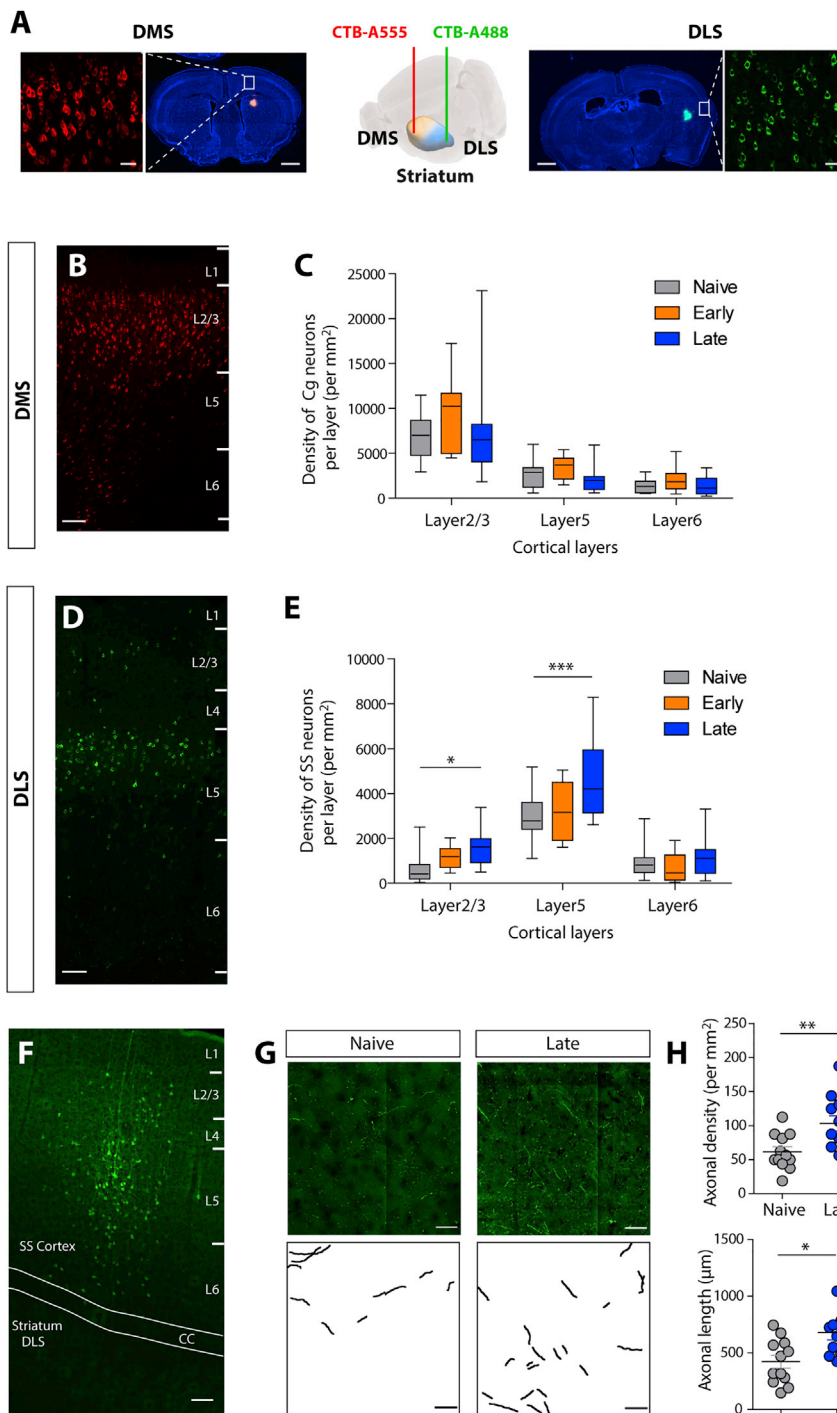 A
DMS
CTB-A555
CTB-A488
DLS
DMS
DLS
Striatum
DMS
B
L1
L2/3
L5
L6
C
Density of Cg neurons
per layer (per mm²)
25000
20000
15000
10000
5000
0
Naive
Early
Late
Layer2/3
Layer5
Layer6
Cortical layers
DLS
D
L1
L2/3
L4
L5
L6
E
Density of SS neurons
per layer (per mm²)
10000
8000
6000
4000
2000
0
*
***
Naive
Early
Late
Layer2/3
Layer5
Layer6
Cortical layers
F
L1
L2/3
L4
L5
L6
SS Cortex
Striatum
DLS
CC
G
Naive
Late
H
Axonal density (per mm²)
250
200
150
100
50
0
**
Naive
La
Axonal length (μm)
1500
1000
500
0
*